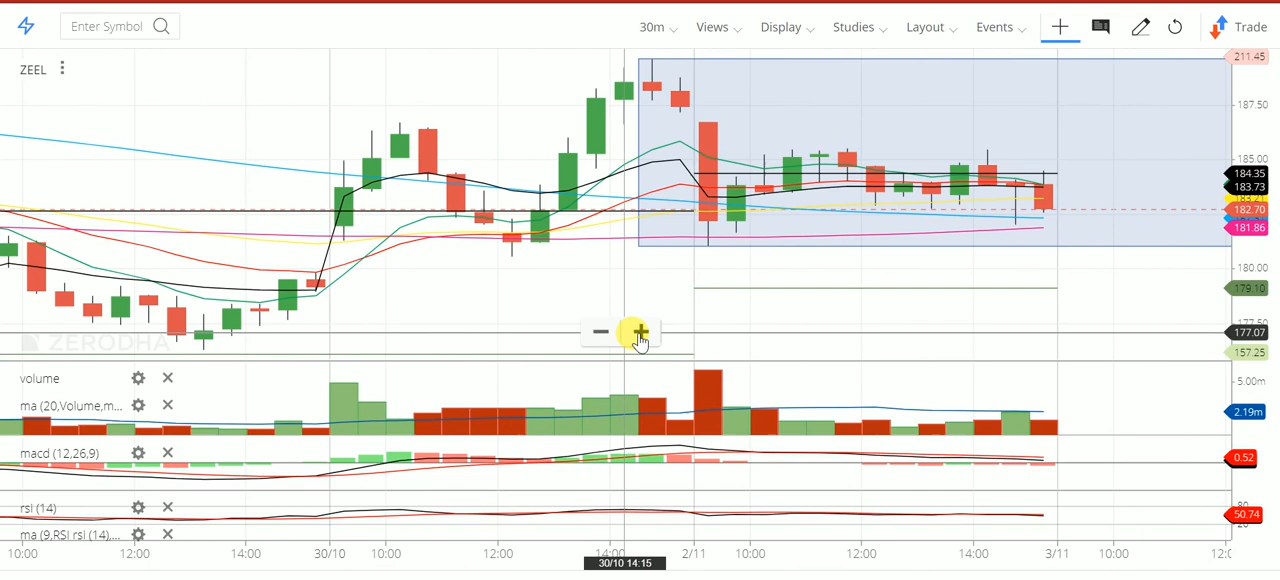 Enter Symbol 30m Views Display Studies Layout Events Trade
ZEEL
211.45
187.50
185.00
184.35
183.73
182.70
181.86
180.00
179.10
177.07
ZERODHA
157.25
volume
5.00m
ma (20,Volume,m...
2.19m
macd (12,26,9)
0.52
rsi (14)
50.74
ma (9,RSI rsi (14),...
10:00 12:00 14:00 30/10 10:00 12:00 14:00 2/11 10:00 12:00 14:00 3/11 10:00
30/10 14:15